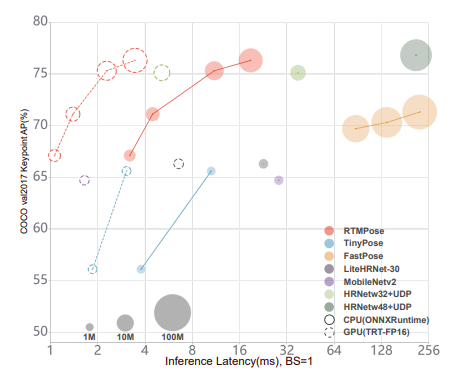 80
75
70
65
60
55
50
COCO val2017 Keypoint AP(%)
RTMPose
TinyPose
FastPose
LiteHRNet-30
MobileNetv2
HRNetw32+UDP
HRNetw48+UDP
CPU(ONNXRuntime)
GPU(TRT-FP16)
1M 10M 100M
1 2 4 8 16 32 64 128 256
Inference Latency(ms), BS=1